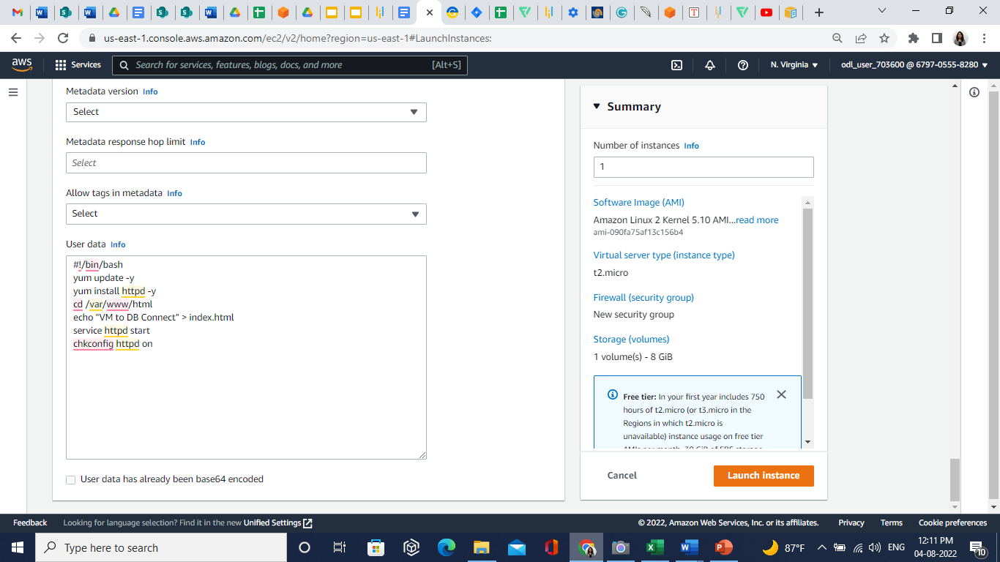 us-east-1.console.aws.amazon.com/ec2/v2/home?region=us-east-1#LaunchInstances:
aws
Services
Search for services, features, blogs, docs, and more
[Alt+S]
N. Virginia
odl_user_703600 @ 6797-0555-8280
Metadata version Info
Select
Metadata response hop limit Info
Select
Allow tags in metadata Info
Select
User data Info
#!/bin/bash
yum update -y
yum install httpd -y
cd /var/www/html
echo "VM to DB Connect" > index.html
service httpd start
chkconfig httpd on
User data has already been base64 encoded
Summary
Number of instances Info
1
Software Image (AMI)
Amazon Linux 2 Kernel 5.10 AMI...read more
ami-090fa75af13c156b4
Virtual server type (instance type)
t2.micro
Firewall (security group)
New security group
Storage (volumes)
1 volume(s) - 8 GiB
Free tier: In your first year includes 750
hours of t2.micro (or t3.micro in the
Regions in which t2.micro is
unavailable) instance usage on free tier
Cancel
Launch instance
Feedback
Looking for language selection? Find it in the new Unified Settings
© 2022, Amazon Web Services, Inc. or its affiliates.
Privacy
Terms
Cookie preferences
Type here to search
87°F
ENG
12:11 PM
04-08-2022
10